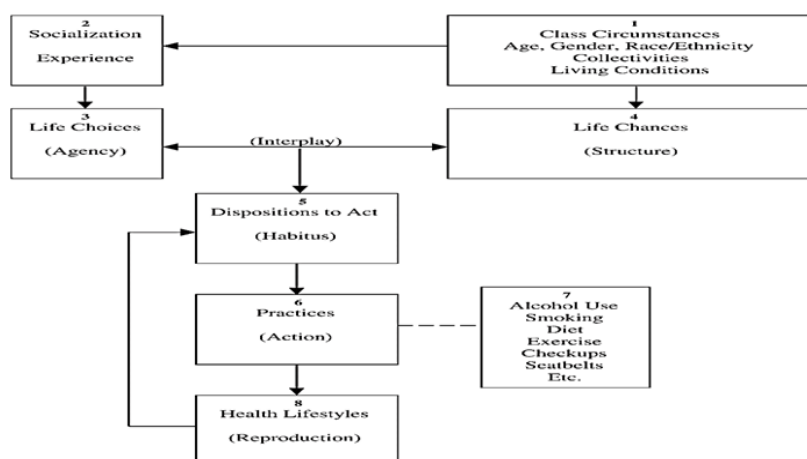 2
Socialization
Experience
1
Class Circumstances
Age, Gender, Race/Ethnicity
Collectivities
Living Conditions
3
Life Choices
(Agency)
(Interplay)
4
Life Chances
(Structure)
5
Dispositions to Act
(Habitus)
6
Practices
(Action)
7
Alcohol Use
Smoking
Diet
Exercise
Checkups
Seatbelts
Etc.
8
Health Lifestyles
(Reproduction)